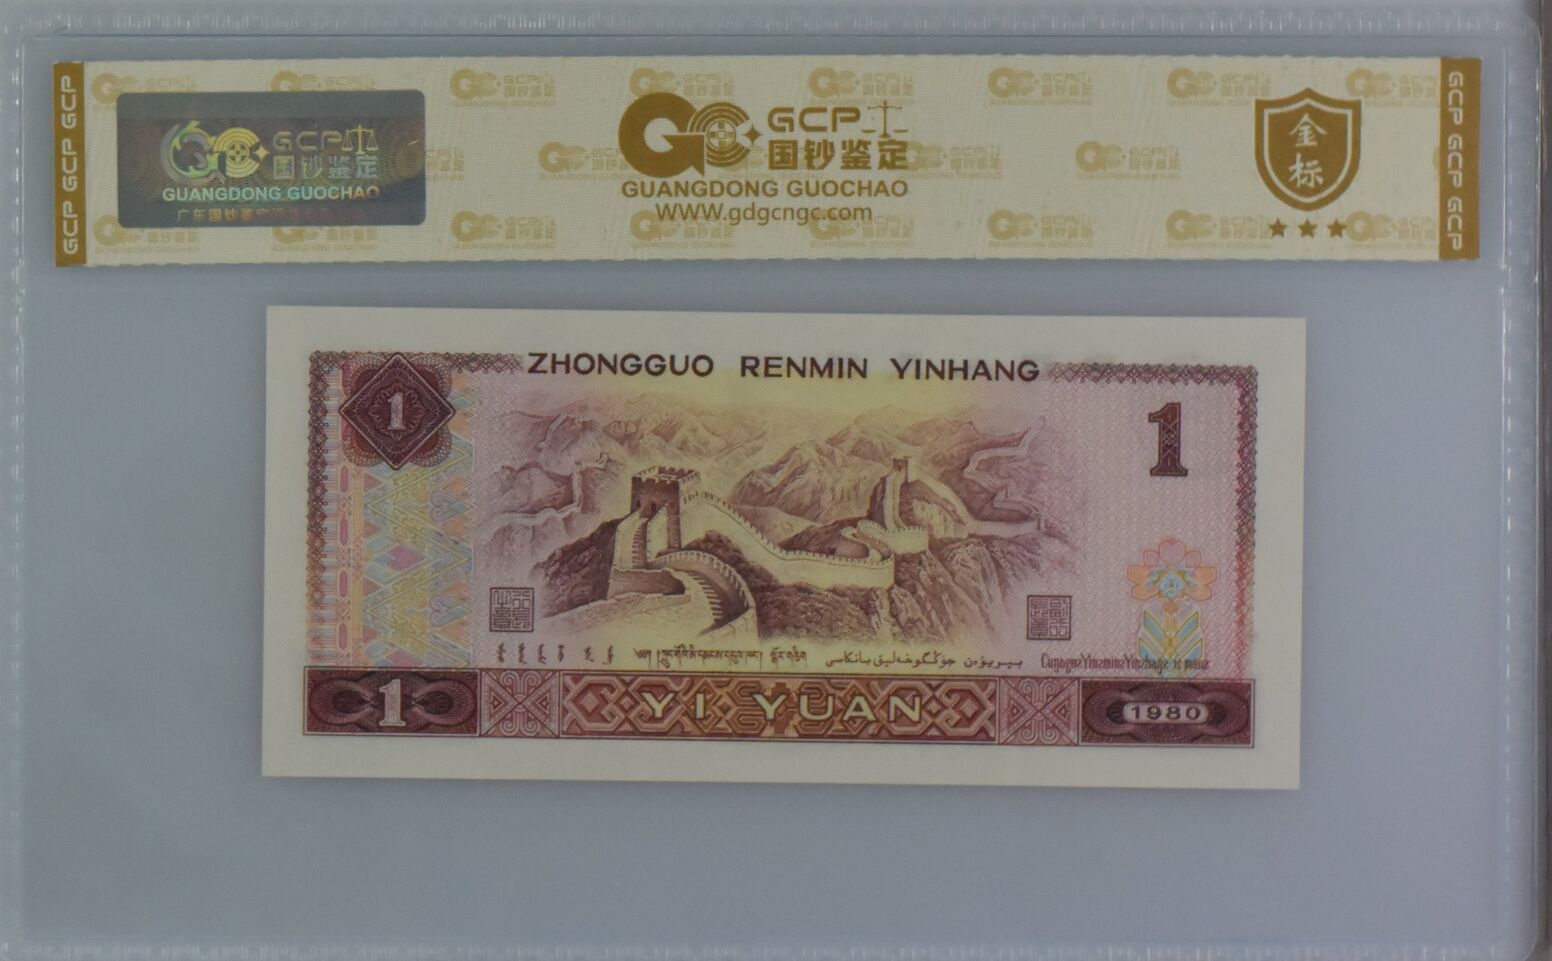 GCP GCP GCP
GCP 国钞鉴定
GUANGDONG GUOCHAO
GCP
国钞鉴定
GUANGDONG GUOCHAO
WWW.gdgcngc.com
金标
GCP GCP GCP
ZHONGGUO RENMIN YINHANG
1
1
1
YI YUAN
1980